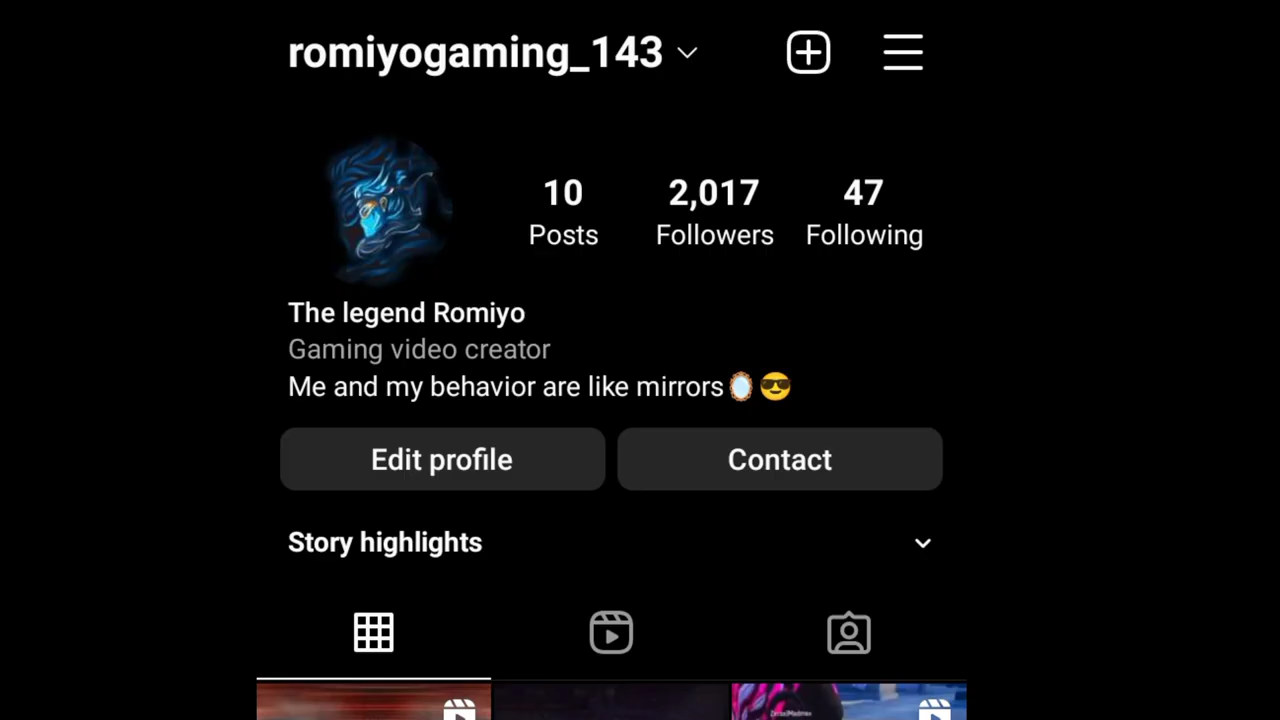 romiyogaming_143
10 2,017 47
Posts Followers Following
The legend Romiyo
Gaming video creator
Me and my behavior are like mirrors🪞😎
Edit profile Contact
Story highlights